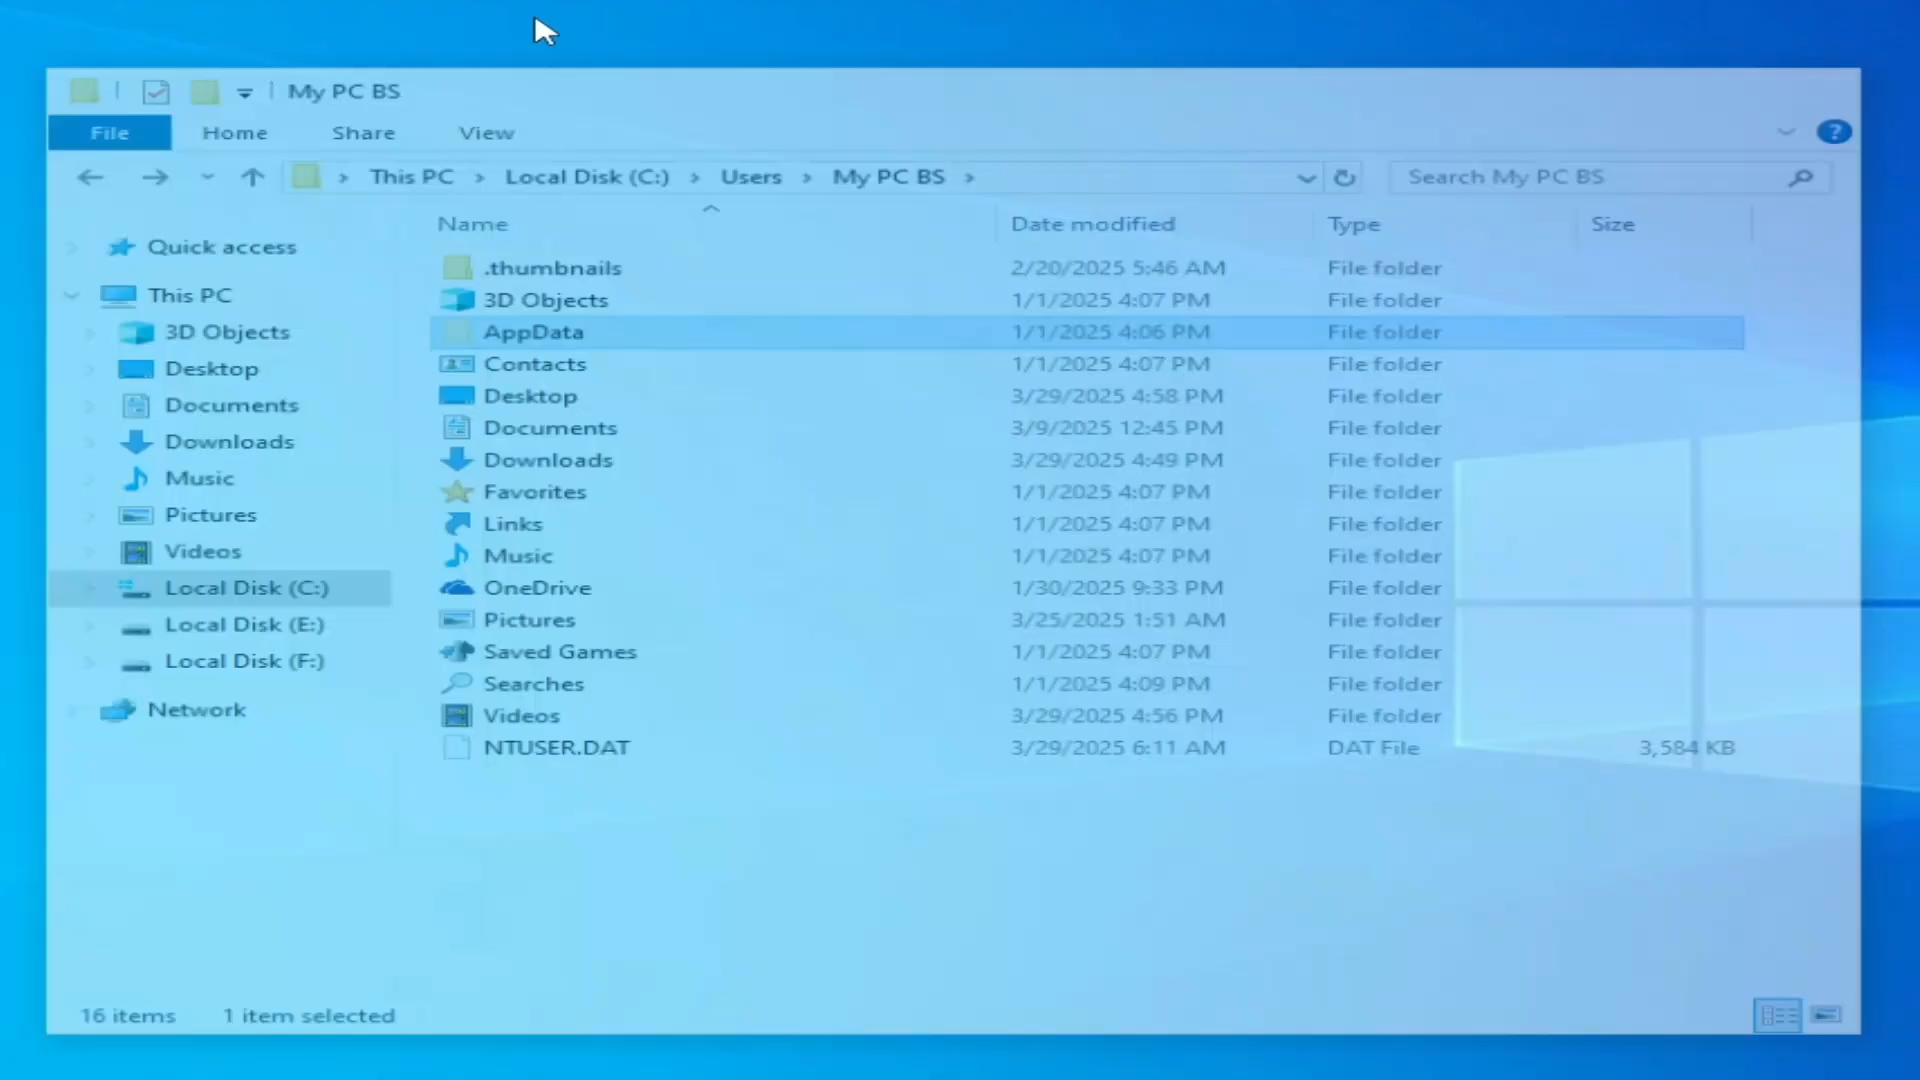 My PC BS
File Home Share View ?
This PC Local Disk (C:) Users My PC BS Search My PC BS
Name Date modified Type Size
Quick access
This PC
3D Objects
Desktop
Documents
Downloads
Music
Pictures
Videos
Local Disk (C:)
Local Disk (E:)
Local Disk (F:)
Network
.thumbnails 2/20/2025 5:46 AM File folder
3D Objects 1/1/2025 4:07 PM File folder
AppData 1/1/2025 4:06 PM File folder
Contacts 1/1/2025 4:07 PM File folder
Desktop 3/29/2025 4:58 PM File folder
Documents 3/9/2025 12:45 PM File folder
Downloads 3/29/2025 4:49 PM File folder
Favorites 1/1/2025 4:07 PM File folder
Links 1/1/2025 4:07 PM File folder
Music 1/1/2025 4:07 PM File folder
OneDrive 1/30/2025 9:33 PM File folder
Pictures 3/25/2025 1:51 AM File folder
Saved Games 1/1/2025 4:07 PM File folder
Searches 1/1/2025 4:09 PM File folder
Videos 3/29/2025 4:56 PM File folder
NTUSER.DAT 3/29/2025 6:11 AM DAT File 3,584 KB
16 items 1 item selected